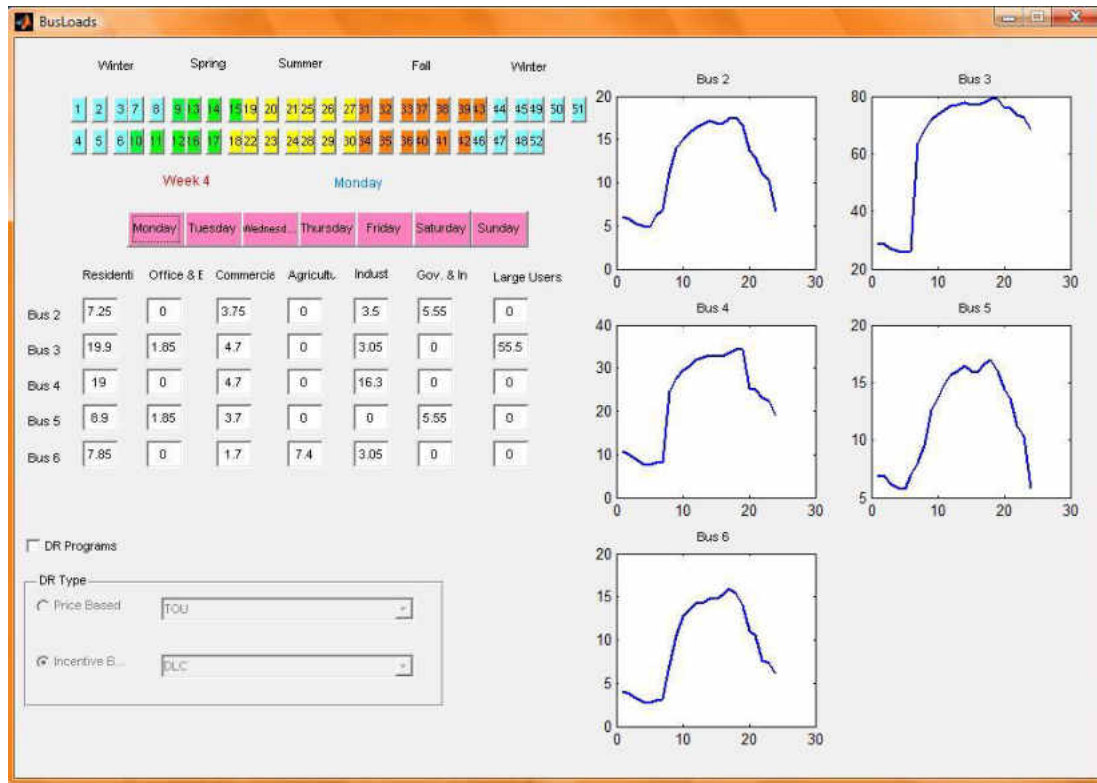 BusLoads
Winter Spring Summer Fall Winter
1 2 3 7 8 9 13 14 15 19 20 21 25 26 27 31 32 33 37 38 39 43 44 45 49 50 51
4 5 6 10 11 12 16 17 18 22 23 24 28 29 30 34 35 36 40 41 42 46 47 48 52
Week 4 Monday
Monday Tuesday Wednesd... Thursday Friday Saturday Sunday
Residenti Office & E Commercia Agricultu Indust Gov. & In Large Users
Bus 2 7.25 0 3.75 0 3.5 5.55 0
Bus 3 19.9 1.85 4.7 0 3.05 0 55.5
Bus 4 19 0 4.7 0 16.3 0 0
Bus 5 8.9 1.85 3.7 0 0 5.55 0
Bus 6 7.85 0 1.7 7.4 3.05 0 0
DR Programs
DR Type
Price Based TOU
Incentive B... DLC
Bus 2
20
15
10
5
0
0 10 20 30
Bus 3
80
60
40
20
0 10 20 30
Bus 4
40
30
20
10
0
0 10 20 30
Bus 5
20
15
10
5
0 10 20 30
Bus 6
20
15
10
5
0
0 10 20 30